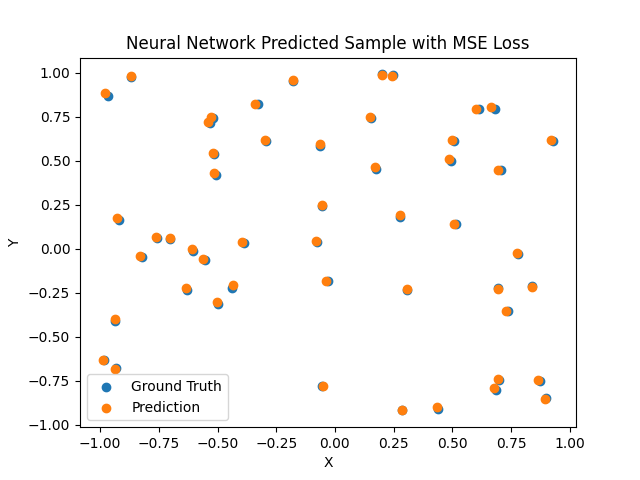 Neural Network Predicted Sample with MSE Loss
1.00
0.75
0.50
0.25
0.00
−0.25
−0.50
−0.75
−1.00
Y
Ground Truth
Prediction
−1.00 −0.75 −0.50 −0.25 0.00 0.25 0.50 0.75 1.00
X